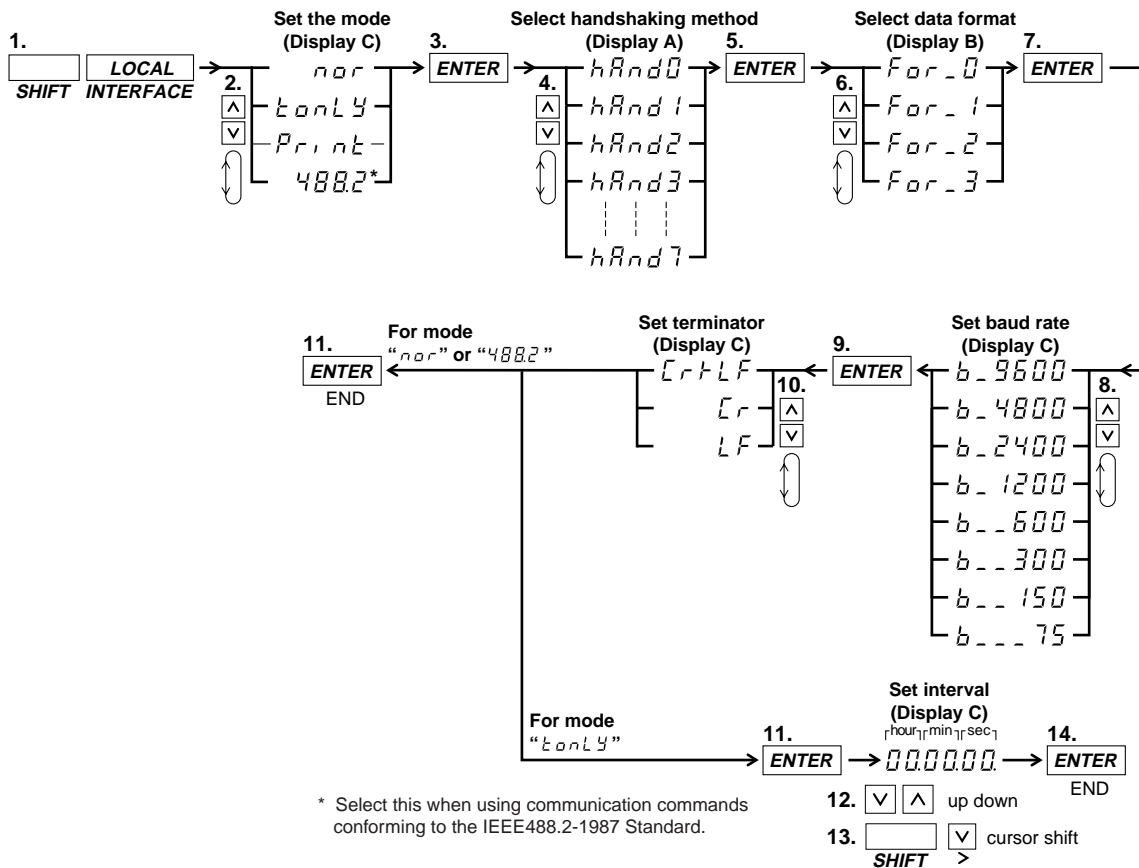 Set the mode
(Display C)
1.
LOCAL
SHIFT INTERFACE
2.
nor
tonLY
Print
488.2*
3.
ENTER
Select handshaking method
(Display A)
4.
hAnd0
hAnd1
hAnd2
hAnd3
hAnd7
5.
ENTER
Select data format
(Display B)
6.
For_0
For_1
For_2
For_3
7.
Set baud rate
(Display C)
8.
b_9600
b_4800
b_2400
b_1200
b__600
b__300
b__150
b___75
9.
ENTER
Set terminator
(Display C)
10.
Cr+LF
Cr
LF
For mode
“nor” or “488.2”
11.
ENTER
END
For mode
“tonLY”
11.
ENTER
Set interval
(Display C)
hour min sec
00.00.00.
14.
ENTER
END
12. up down
13. cursor shift
SHIFT >
* Select this when using communication commands
conforming to the IEEE488.2-1987 Standard.